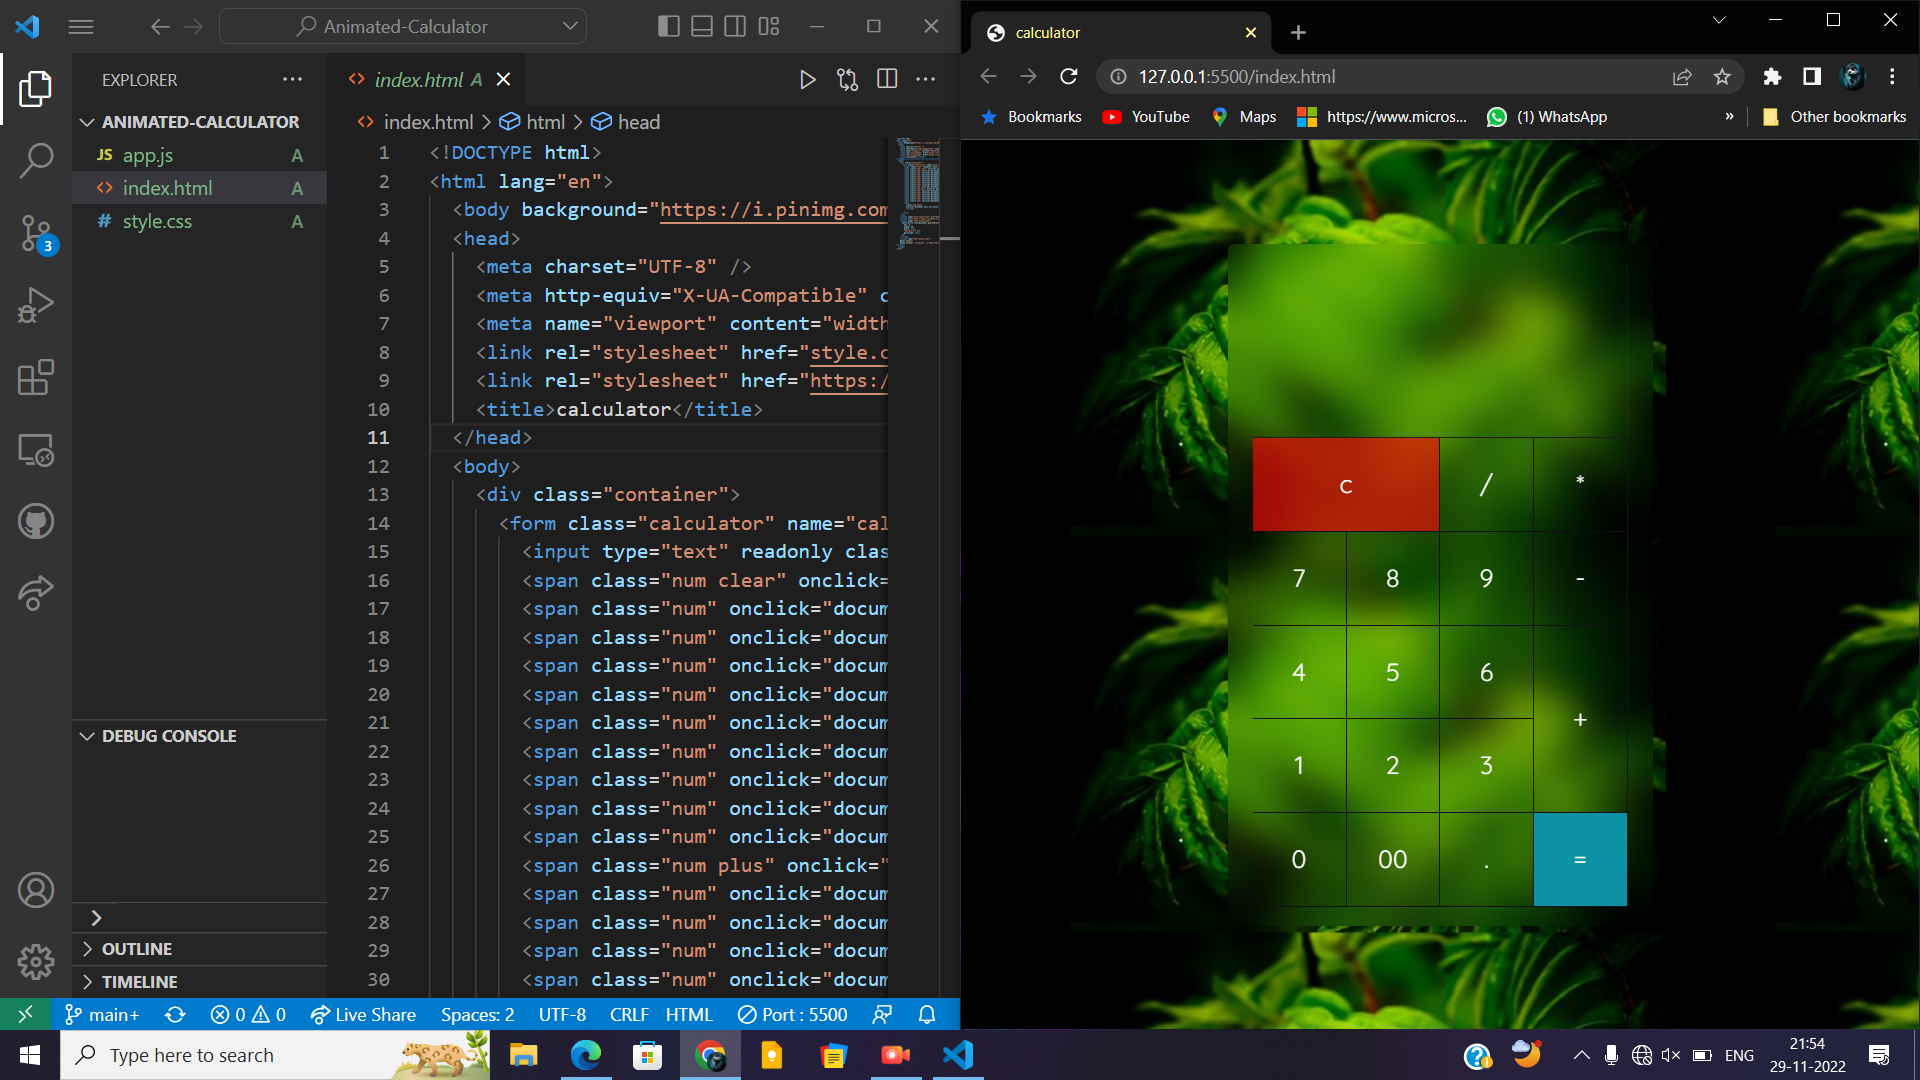 Animated-Calculator
EXPLORER
ANIMATED-CALCULATOR
JS app.js A
<> index.html A
# style.css A
3
DEBUG CONSOLE
OUTLINE
TIMELINE
<> index.html A
<> index.html > html > head
1 <!DOCTYPE html>
2 <html lang="en">
3 <body background="https://i.pinimg.com
4 <head>
5 <meta charset="UTF-8" />
6 <meta http-equiv="X-UA-Compatible" c
7 <meta name="viewport" content="width
8 <link rel="stylesheet" href="style.c
9 <link rel="stylesheet" href="https:/
10 <title>calculator</title>
11 </head>
12 <body>
13 <div class="container">
14 <form class="calculator" name="cal
15 <input type="text" readonly clas
16 <span class="num clear" onclick=
17 <span class="num" onclick="docum
18 <span class="num" onclick="docum
19 <span class="num" onclick="docum
20 <span class="num" onclick="docum
21 <span class="num" onclick="docum
22 <span class="num" onclick="docum
23 <span class="num" onclick="docum
24 <span class="num" onclick="docum
25 <span class="num" onclick="docum
26 <span class="num plus" onclick="
27 <span class="num" onclick="docum
28 <span class="num" onclick="docum
29 <span class="num" onclick="docum
30 <span class="num" onclick="docum
main+ 0 0 Live Share Spaces: 2 UTF-8 CRLF HTML Port : 5500
calculator
127.0.0.1:5500/index.html
Bookmarks YouTube Maps https://www.micros... (1) WhatsApp » Other bookmarks
c / *
7 8 9 -
4 5 6
+
1 2 3
0 00 . =
Type here to search
ENG
21:54
29-11-2022